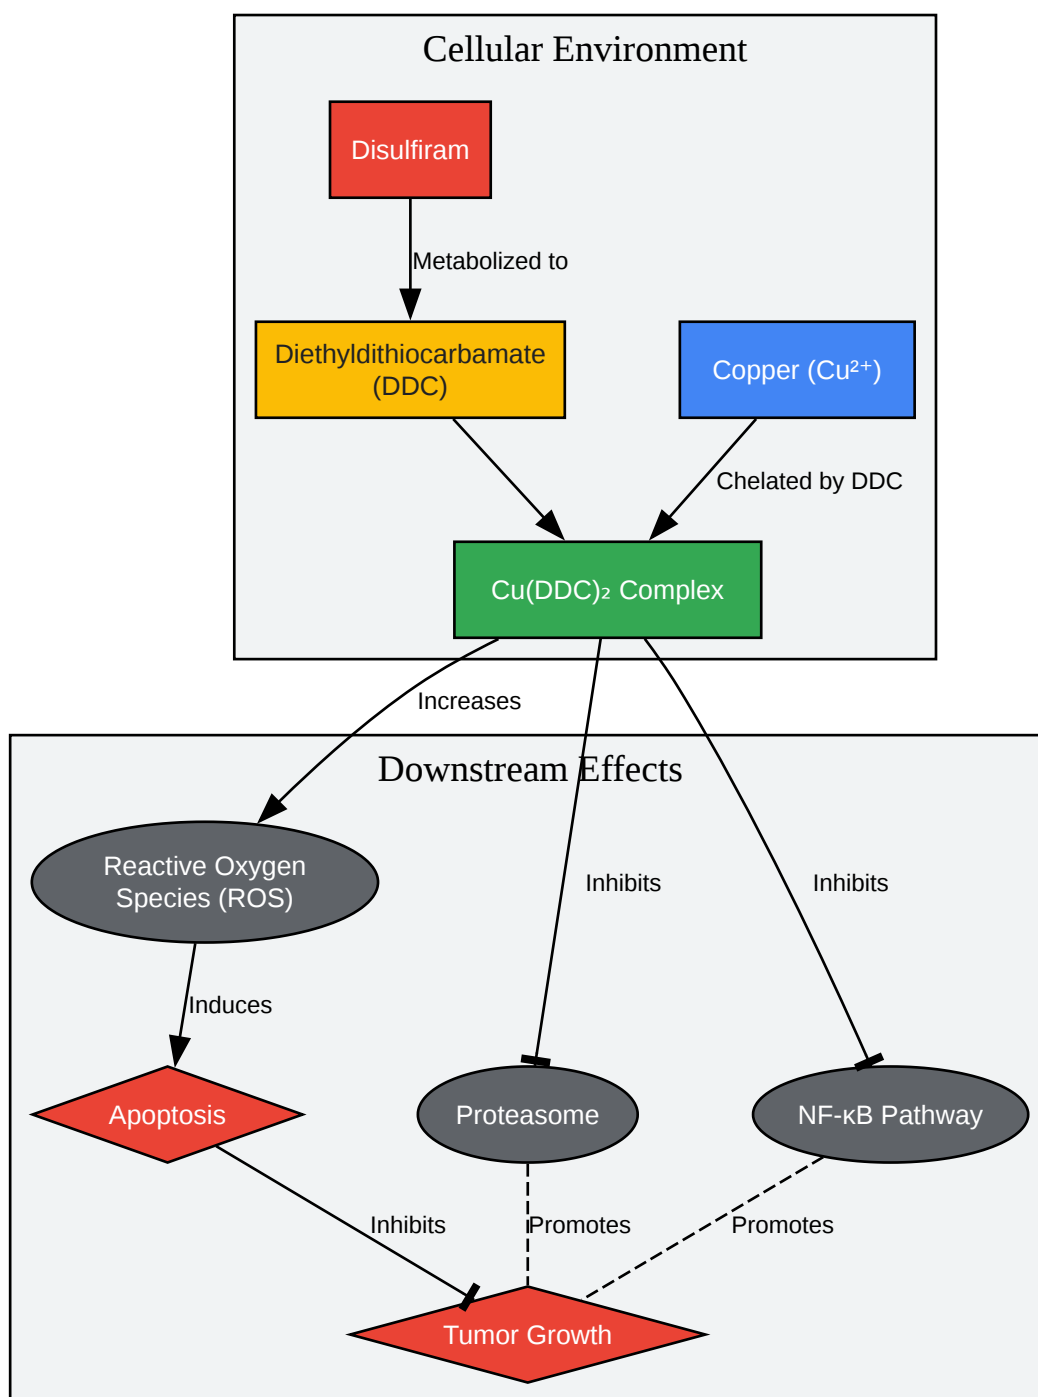 Cellular Environment
Disulfiram
Metabolized to
Diethyldithiocarbamate
(DDC)
Copper (Cu²⁺)
Chelated by DDC
Cu(DDC)₂ Complex
Increases
Downstream Effects
Reactive Oxygen
Species (ROS)
Inhibits
Inhibits
Induces
Apoptosis
Proteasome
NF-κB Pathway
Inhibits
Promotes
Promotes
Tumor Growth